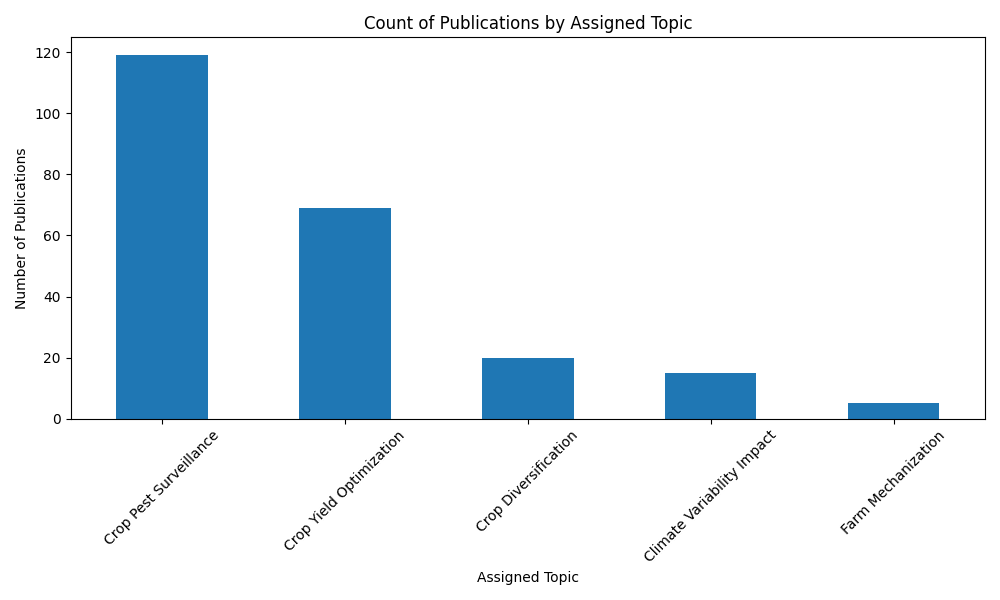 Count of Publications by Assigned Topic
Number of Publications
120
100
80
60
40
20
0
Crop Pest Surveillance
Crop Yield Optimization
Crop Diversification
Climate Variability Impact
Farm Mechanization
Assigned Topic